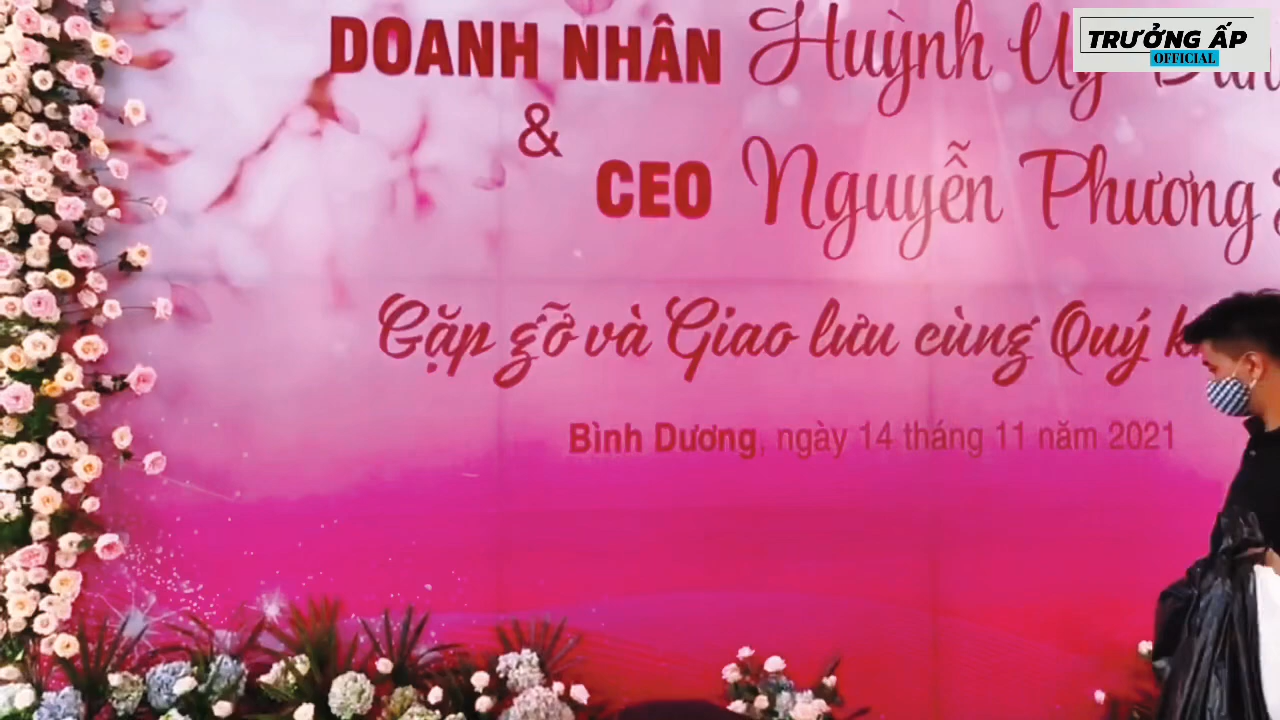 TRƯỞNG ẤP
OFFICIAL
DOANH NHÂN Huỳnh Uy
&
CEO Nguyễn Phương
Gặp gỡ và Giao lưu cùng Quý
Bình Dương, ngày 14 tháng 11 năm 2021